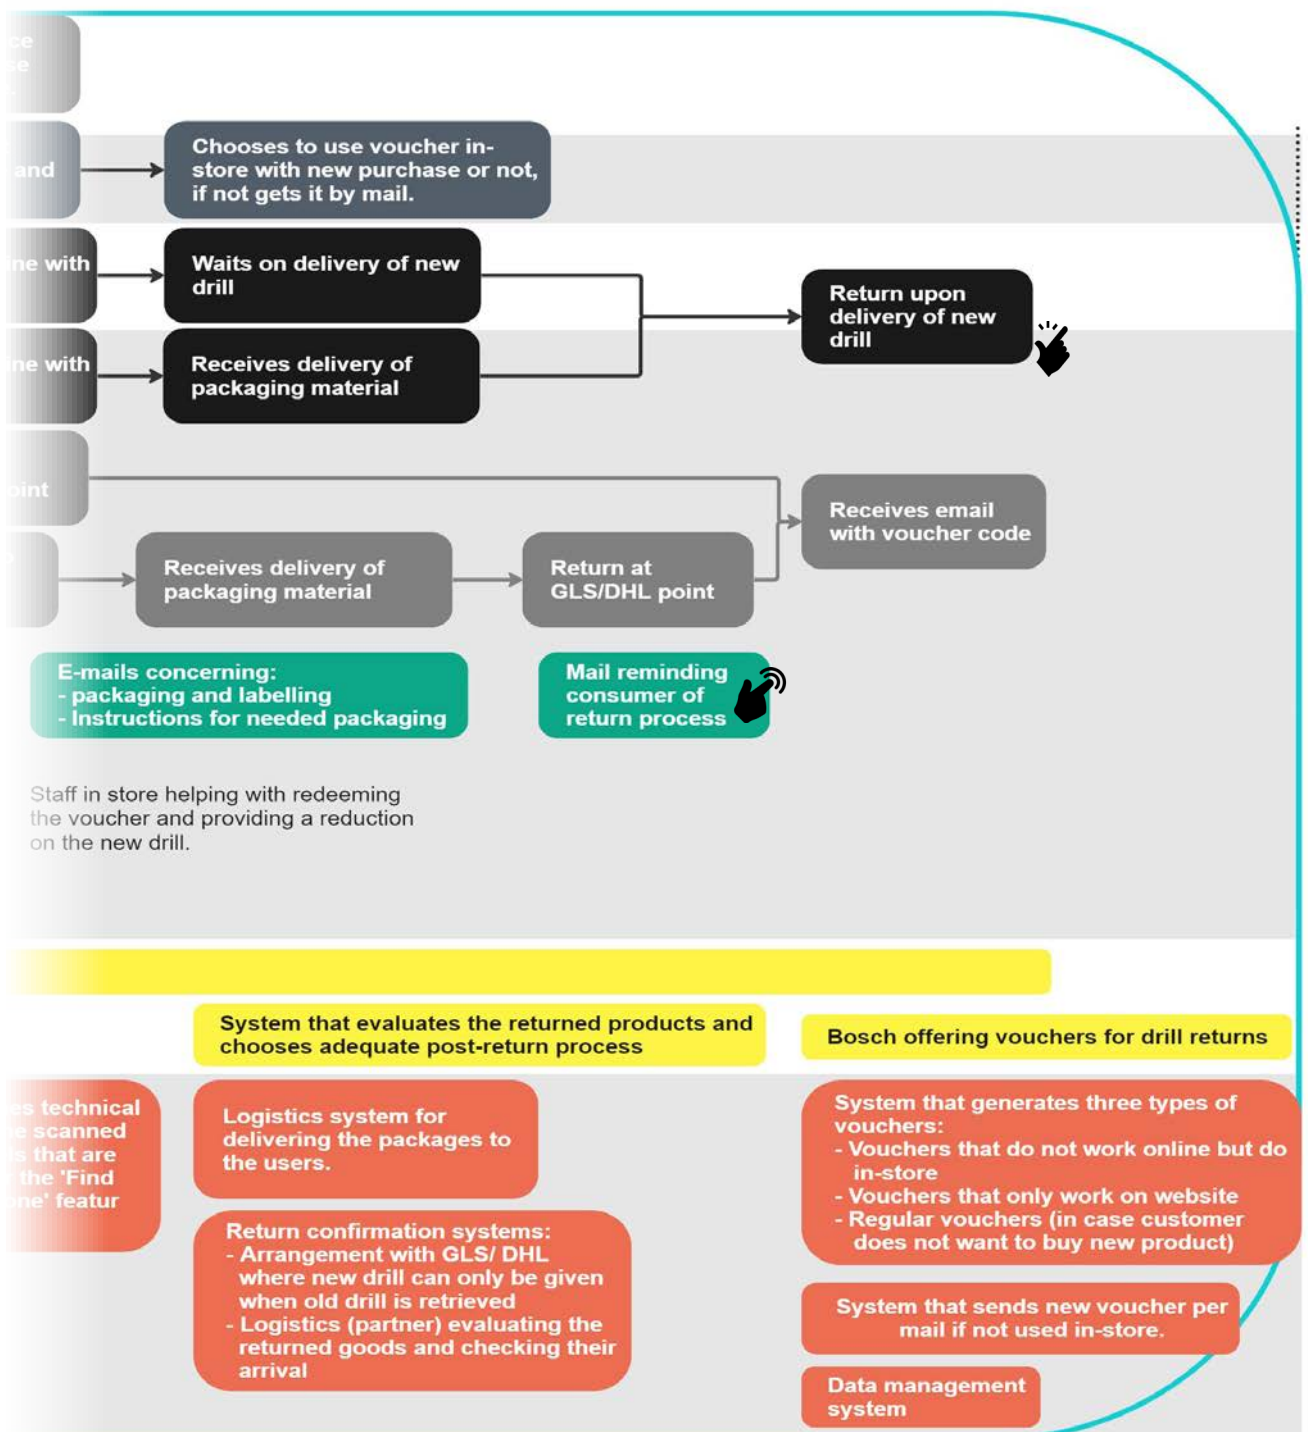 ce
se
and
Chooses to use voucher in-
store with new purchase or not,
if not gets it by mail.
ine with
Waits on delivery of new
drill
Return upon
delivery of new
drill
ine with
Receives delivery of
packaging material
oint
Receives email
with voucher code
Receives delivery of
packaging material
Return at
GLS/DHL point
E-mails concerning:
- packaging and labelling
- Instructions for needed packaging
Mail reminding
consumer of
return process
Staff in store helping with redeeming
the voucher and providing a reduction
on the new drill.
System that evaluates the returned products and
chooses adequate post-return process
Bosch offering vouchers for drill returns
es technical
e scanned
ls that are
the 'Find
one' featur
Logistics system for
delivering the packages to
the users.
Return confirmation systems:
- Arrangement with GLS/ DHL
where new drill can only be given
when old drill is retrieved
- Logistics (partner) evaluating the
returned goods and checking their
arrival
System that generates three types of
vouchers:
- Vouchers that do not work online but do
in-store
- Vouchers that only work on website
- Regular vouchers (in case customer
does not want to buy new product)
System that sends new voucher per
mail if not used in-store.
Data management
system